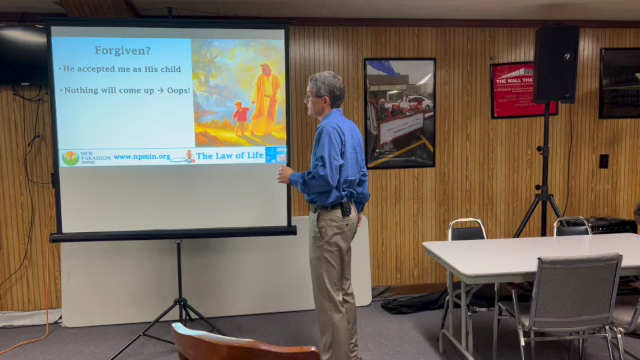 Forgiven?
• He accepted me as His child
• Nothing will come up → Oops!
NEW PARADIGM
www.npmin.org
The Law of Life
THE WALL THA